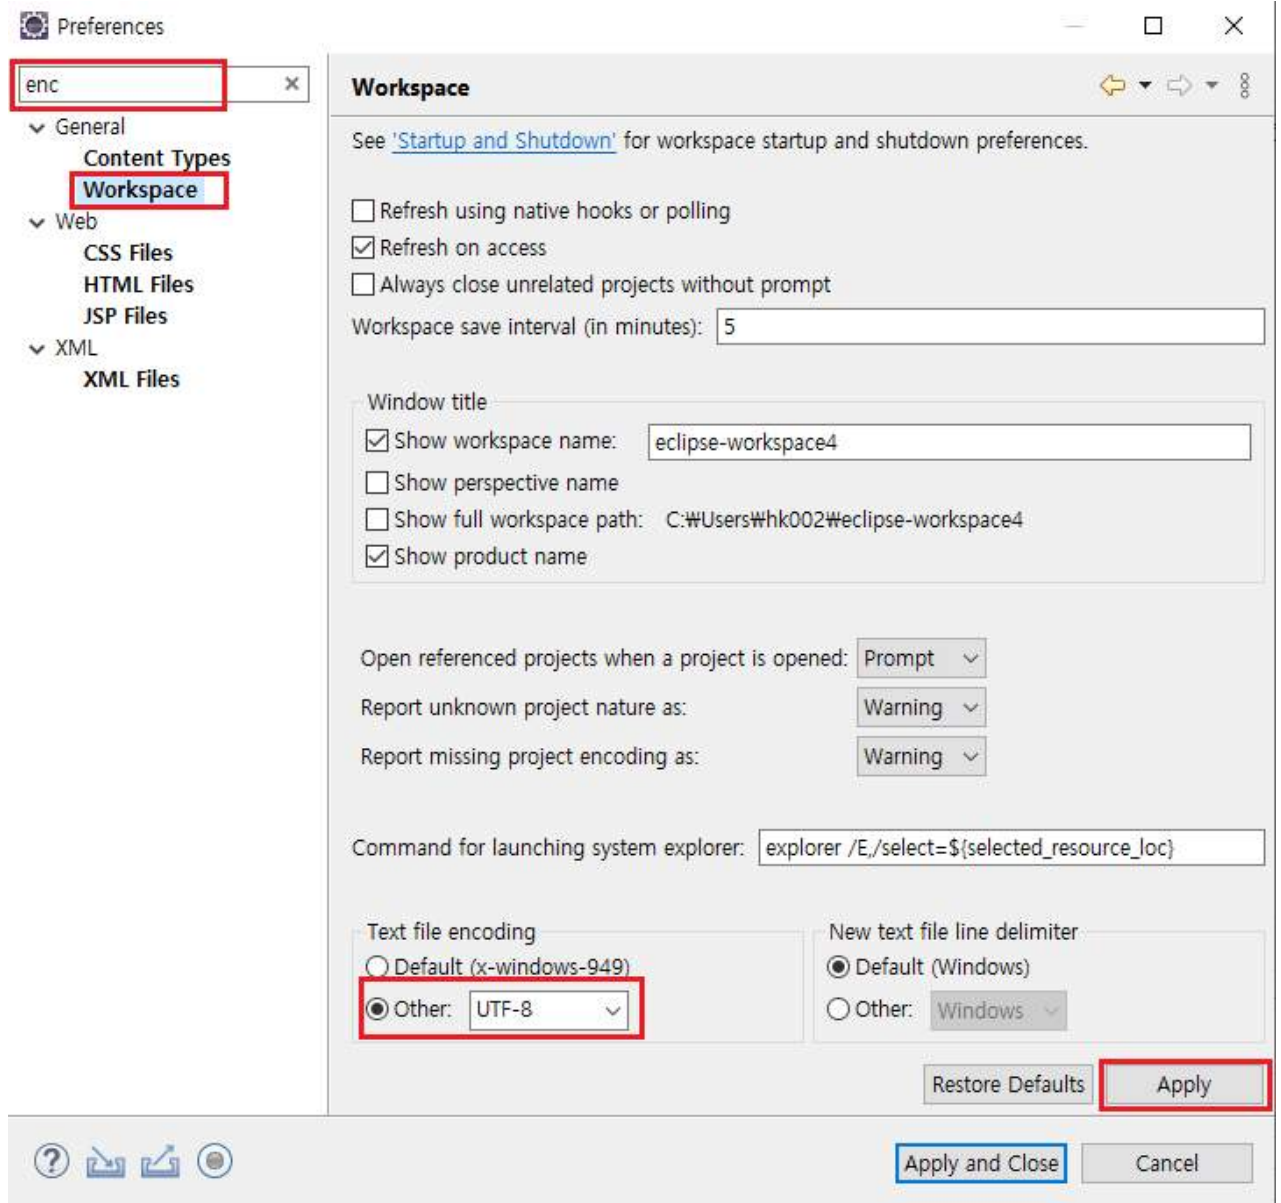 Preferences
enc
General
Content Types
Workspace
Web
CSS Files
HTML Files
JSP Files
XML
XML Files
Workspace
See 'Startup and Shutdown' for workspace startup and shutdown preferences.
Refresh using native hooks or polling
Refresh on access
Always close unrelated projects without prompt
Workspace save interval (in minutes): 5
Window title
Show workspace name: eclipse-workspace4
Show perspective name
Show full workspace path: C:₩Users₩hk002₩eclipse-workspace4
Show product name
Open referenced projects when a project is opened: Prompt
Report unknown project nature as: Warning
Report missing project encoding as: Warning
Command for launching system explorer: explorer /E,/select=${selected_resource_loc}
Text file encoding
Default (x-windows-949)
Other: UTF-8
New text file line delimiter
Default (Windows)
Other: Windows
Restore Defaults Apply
? Apply and Close Cancel